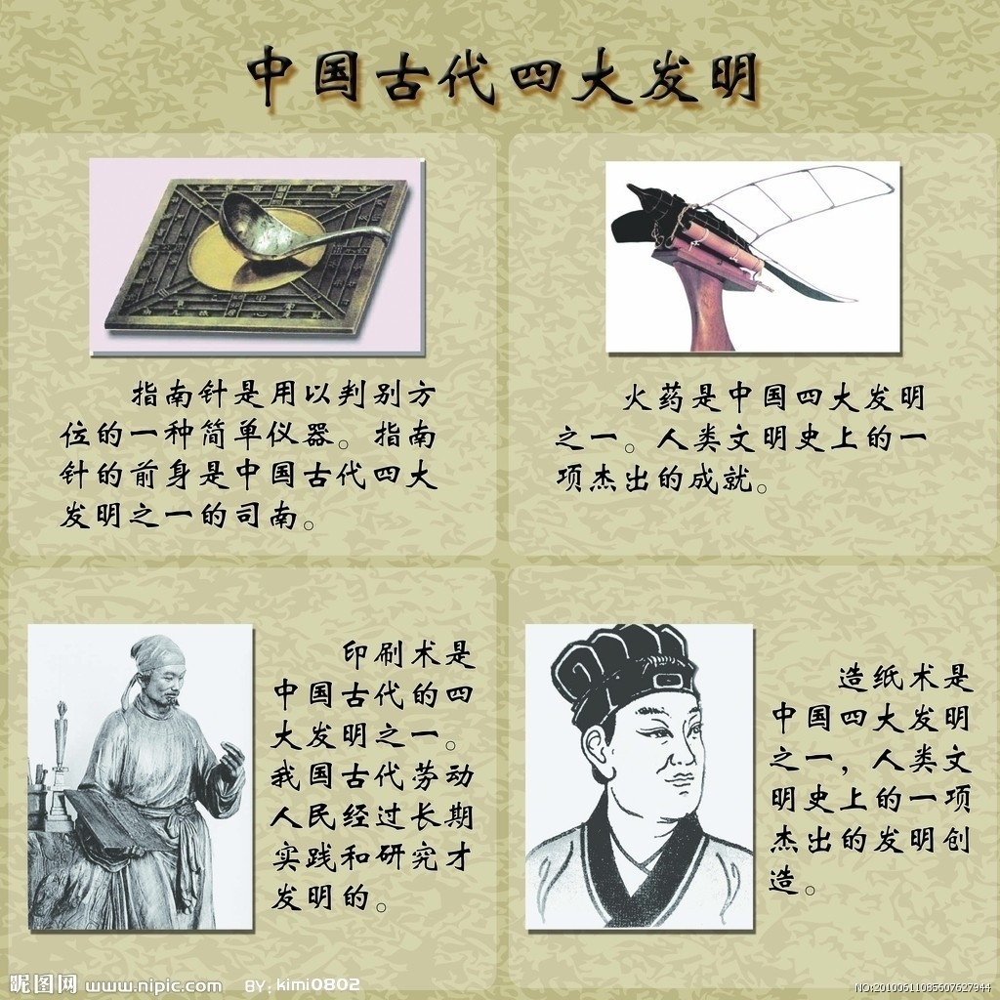 中国古代四大发明
指南针是用以判别方
位的一种简单仪器。指南
针的前身是中国古代四大
发明之一的司南。
火药是中国四大发明
之一。人类文明史上的一
项杰出的成就。
印刷术是
中国古代的四
大发明之一。
我国古代劳动
人民经过长期
实践和研究才
发明的。
造纸术是
中国四大发明
之一，人类文
明史上的一项
杰出的发明创
造。
昵图网 www.nipic.com BY: kimi0802
NO:20100611085607627944